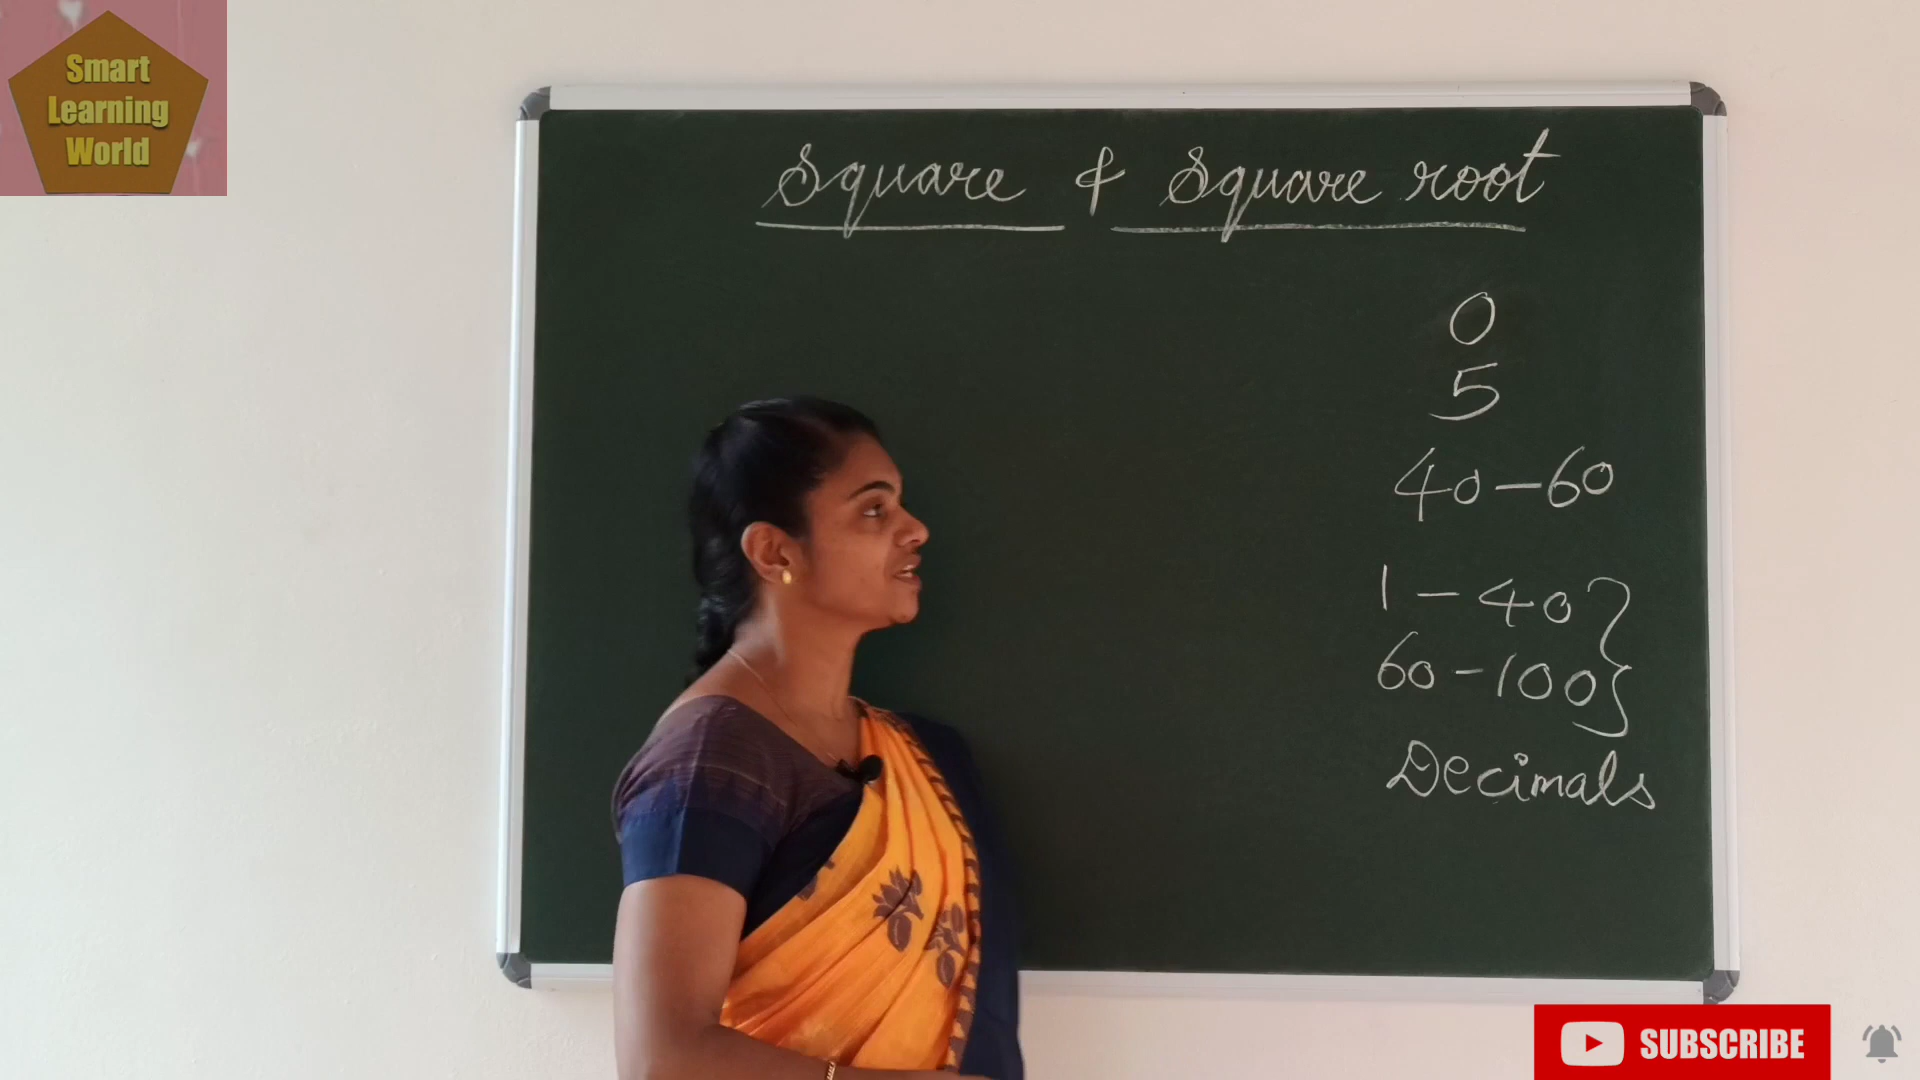 Smart
Learning
World
Square & Square root
0
5
40-60
1-40
60-100
Decimals
SUBSCRIBE